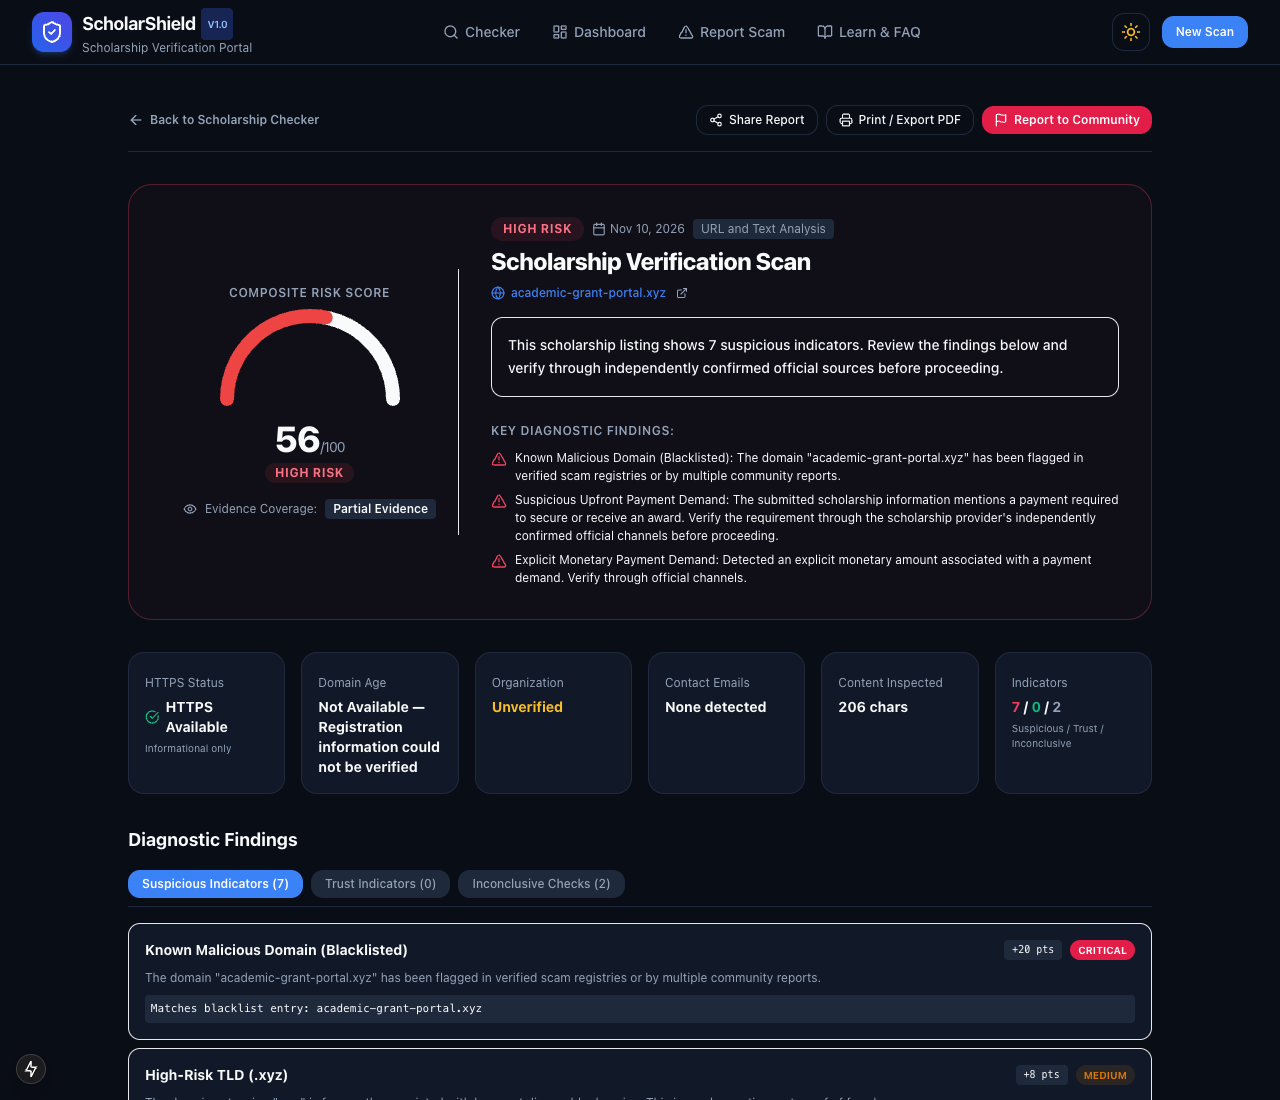 ScholarShield V1.0
Scholarship Verification Portal
Checker
Dashboard
Report Scam
Learn & FAQ
New Scan
Back to Scholarship Checker
Share Report
Print / Export PDF
Report to Community
COMPOSITE RISK SCORE
56/100
HIGH RISK
Evidence Coverage: Partial Evidence
HIGH RISK Nov 10, 2026 URL and Text Analysis
Scholarship Verification Scan
academic-grant-portal.xyz
This scholarship listing shows 7 suspicious indicators. Review the findings below and
verify through independently confirmed official sources before proceeding.
KEY DIAGNOSTIC FINDINGS:
Known Malicious Domain (Blacklisted): The domain "academic-grant-portal.xyz" has been flagged in
verified scam registries or by multiple community reports.
Suspicious Upfront Payment Demand: The submitted scholarship information mentions a payment required
to secure or receive an award. Verify the requirement through the scholarship provider's independently
confirmed official channels before proceeding.
Explicit Monetary Payment Demand: Detected an explicit monetary amount associated with a payment
demand. Verify through official channels.
HTTPS Status
HTTPS
Available
Informational only
Domain Age
Not Available —
Registration
information could
not be verified
Organization
Unverified
Contact Emails
None detected
Content Inspected
206 chars
Indicators
7 / 0 / 2
Suspicious / Trust /
Inconclusive
Diagnostic Findings
Suspicious Indicators (7)
Trust Indicators (0)
Inconclusive Checks (2)
Known Malicious Domain (Blacklisted)
+20 pts
CRITICAL
The domain "academic-grant-portal.xyz" has been flagged in verified scam registries or by multiple community reports.
Matches blacklist entry: academic-grant-portal.xyz
High-Risk TLD (.xyz)
+8 pts
MEDIUM